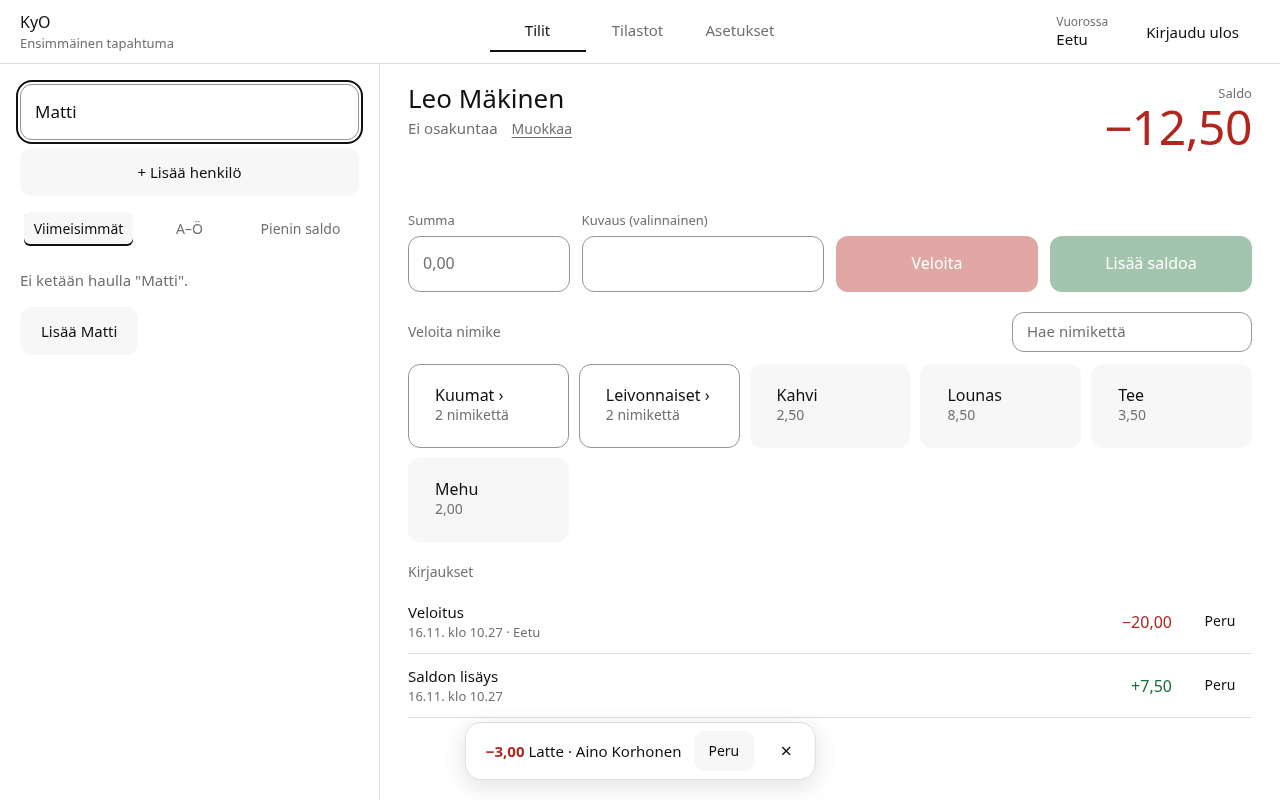 KyO
Ensimmäinen tapahtuma
Tilit
Tilastot
Asetukset
Vuorossa
Eetu
Kirjaudu ulos
Matti
+ Lisää henkilö
Viimeisimmät
A–Ö
Pienin saldo
Ei ketään haulla "Matti".
Lisää Matti
Leo Mäkinen
Ei osakuntaa
Muokkaa
Saldo
−12,50
Summa
Kuvaus (valinnainen)
0,00
Veloita
Lisää saldoa
Veloita nimike
Hae nimikettä
Kuumat ›
2 nimikettä
Leivonnaiset ›
2 nimikettä
Kahvi
2,50
Lounas
8,50
Tee
3,50
Mehu
2,00
Kirjaukset
Veloitus
16.11. klo 10.27 · Eetu
−20,00
Peru
Saldon lisäys
16.11. klo 10.27
+7,50
Peru
−3,00 Latte · Aino Korhonen
Peru
×